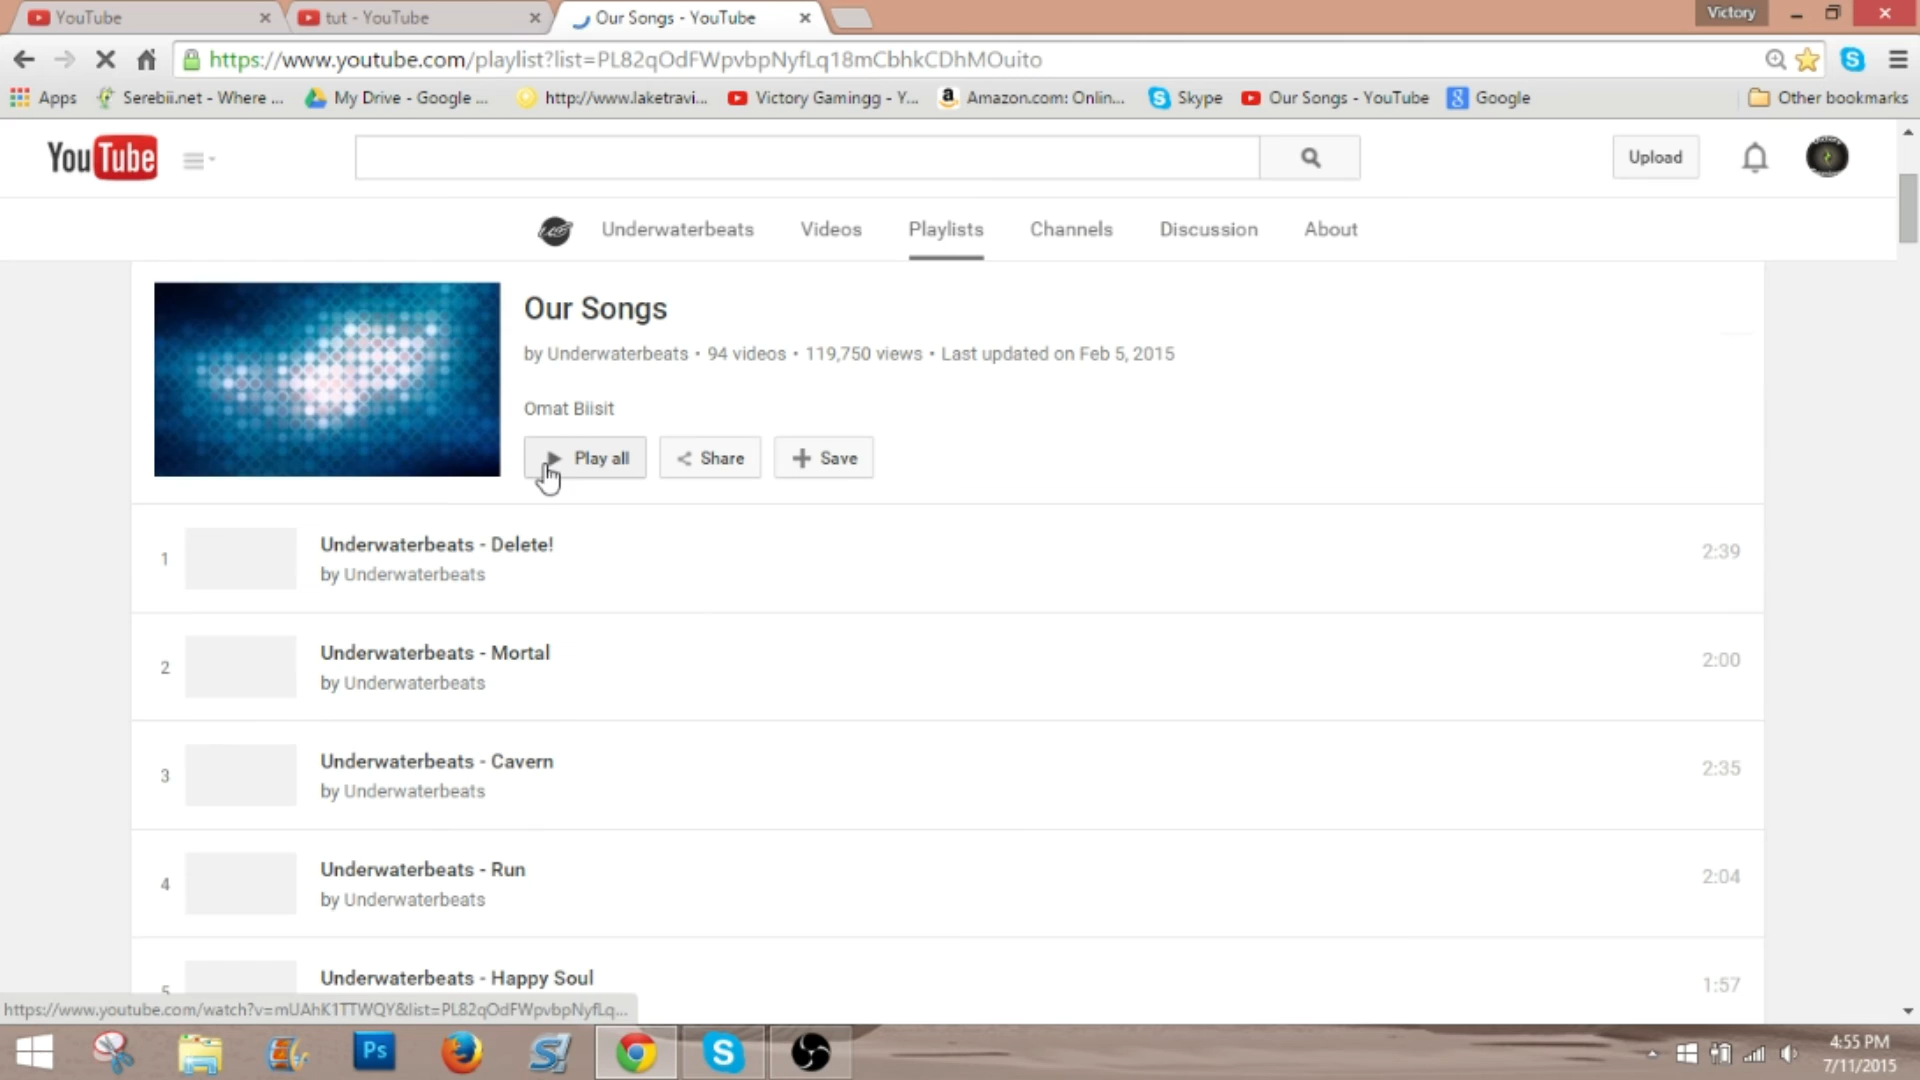 YouTube
tut - YouTube
Our Songs - YouTube
Victory
https://www.youtube.com/playlist?list=PL82qOdFWpvbpNyfLq18mCbhkCDhMOuito
Apps
Serebii.net - Where ...
My Drive - Google ...
http://www.laketravi...
Victory Gamingg - Y...
Amazon.com: Onlin...
Skype
Our Songs - YouTube
Google
Other bookmarks
YouTube
Upload
Underwaterbeats
Videos
Playlists
Channels
Discussion
About
Our Songs
by Underwaterbeats • 94 videos • 119,750 views • Last updated on Feb 5, 2015
Omat Biisit
Play all
Share
Save
1
Underwaterbeats - Delete!
by Underwaterbeats
2:39
2
Underwaterbeats - Mortal
by Underwaterbeats
2:00
3
Underwaterbeats - Cavern
by Underwaterbeats
2:35
4
Underwaterbeats - Run
by Underwaterbeats
2:04
5
Underwaterbeats - Happy Soul
1:57
https://www.youtube.com/watch?v=mUAhK1TTWQY&list=PL82qOdFWpvbpNyfLq...
Ps
4:55 PM
7/11/2015